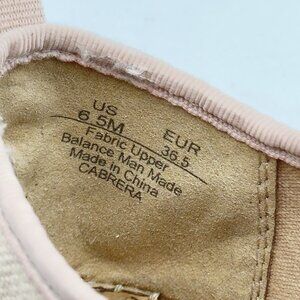 US EUR
6.5M 36.5
Fabric Upper
Balance Man Made
Made in China
CABRERA